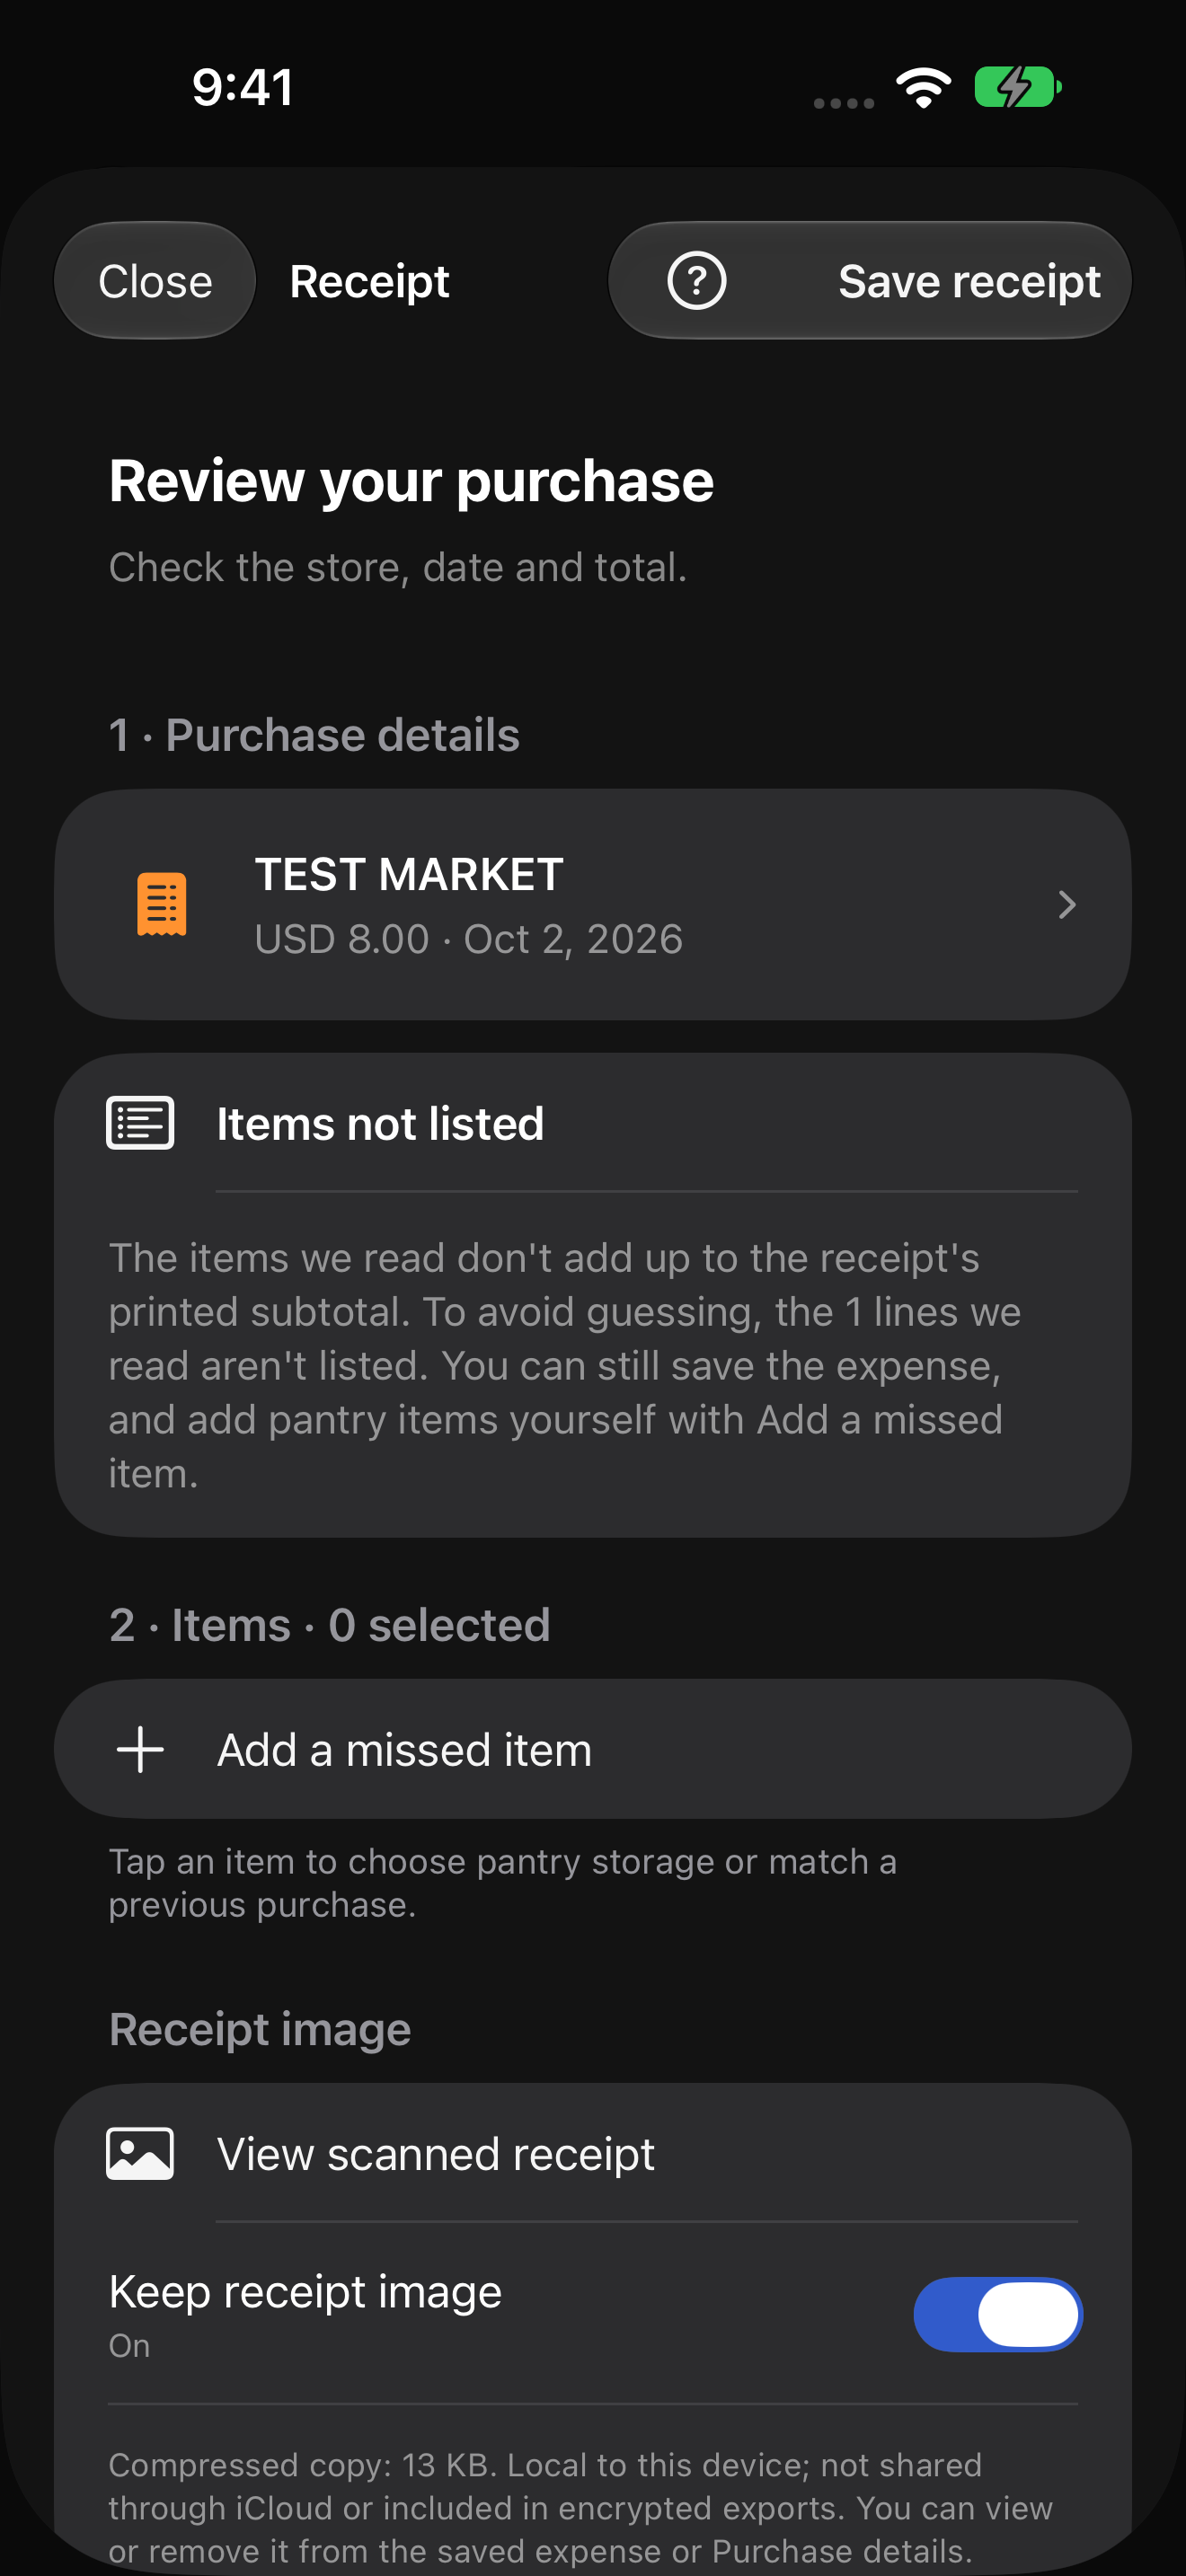 9:41
Close
Receipt
?
Save receipt
Review your purchase
Check the store, date and total.
1 · Purchase details
TEST MARKET
USD 8.00 · Oct 2, 2026
Items not listed
The items we read don't add up to the receipt's
printed subtotal. To avoid guessing, the 1 lines we
read aren't listed. You can still save the expense,
and add pantry items yourself with Add a missed
item.
2 · Items · 0 selected
Add a missed item
Tap an item to choose pantry storage or match a
previous purchase.
Receipt image
View scanned receipt
Keep receipt image
On
Compressed copy: 13 KB. Local to this device; not shared
through iCloud or included in encrypted exports. You can view
or remove it from the saved expense or Purchase details.